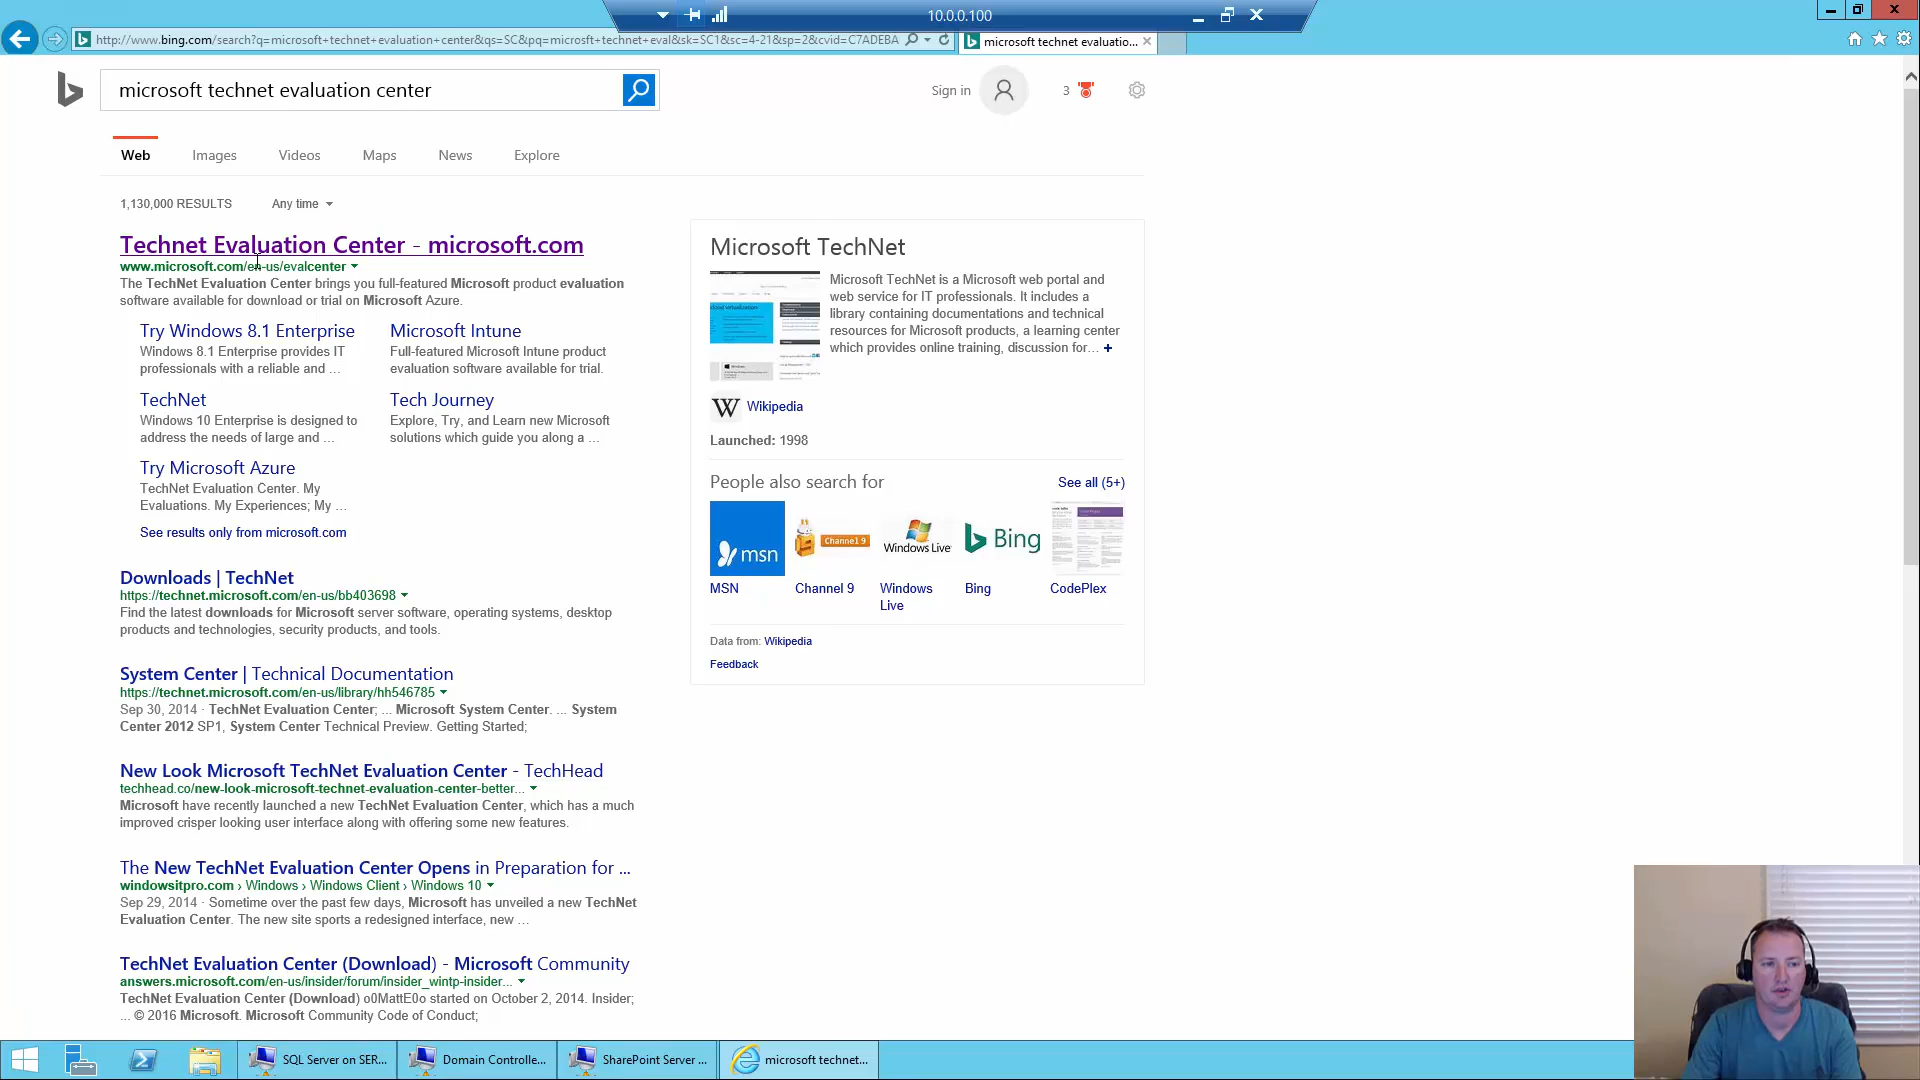 10.0.0.100
http://www.bing.com/search?q=microsoft+technet+evaluation+center&qs=SC&pq=microsft+technet+eval&sk=SC1&sc=4-21&sp=2&cvid=C7ADEBA
microsoft technet evaluatio...
microsoft technet evaluation center
Sign in
3
Web Images Videos Maps News Explore
1,130,000 RESULTS Any time
Technet Evaluation Center - microsoft.com
www.microsoft.com/en-us/evalcenter
The TechNet Evaluation Center brings you full-featured Microsoft product evaluation
software available for download or trial on Microsoft Azure.
Try Windows 8.1 Enterprise
Windows 8.1 Enterprise provides IT
professionals with a reliable and ...
Microsoft Intune
Full-featured Microsoft Intune product
evaluation software available for trial.
TechNet
Windows 10 Enterprise is designed to
address the needs of large and ...
Tech Journey
Explore, Try, and Learn new Microsoft
solutions which guide you along a ...
Try Microsoft Azure
TechNet Evaluation Center. My
Evaluations. My Experiences; My ...
See results only from microsoft.com
Downloads | TechNet
https://technet.microsoft.com/en-us/bb403698
Find the latest downloads for Microsoft server software, operating systems, desktop
products and technologies, security products, and tools.
System Center | Technical Documentation
https://technet.microsoft.com/en-us/library/hh546785
Sep 30, 2014 · TechNet Evaluation Center; ... Microsoft System Center. ... System
Center 2012 SP1, System Center Technical Preview. Getting Started;
New Look Microsoft TechNet Evaluation Center - TechHead
techhead.co/new-look-microsoft-technet-evaluation-center-better...
Microsoft have recently launched a new TechNet Evaluation Center, which has a much
improved crisper looking user interface along with offering some new features.
The New TechNet Evaluation Center Opens in Preparation for ...
windowsitpro.com › Windows › Windows Client › Windows 10
Sep 29, 2014 · Sometime over the past few days, Microsoft has unveiled a new TechNet
Evaluation Center. The new site sports a redesigned interface, new ...
TechNet Evaluation Center (Download) - Microsoft Community
answers.microsoft.com/en-us/insider/forum/insider_wintp-insider...
TechNet Evaluation Center (Download) o0MattE0o started on October 2, 2014. Insider;
... © 2016 Microsoft. Microsoft Community Code of Conduct;
Microsoft TechNet
Microsoft TechNet is a Microsoft web portal and
web service for IT professionals. It includes a
library containing documentations and technical
resources for Microsoft products, a learning center
which provides online training, discussion for... +
W Wikipedia
Launched: 1998
People also search for See all (5+)
msn
Channel 9
Windows Live
Bing
MSN
Channel 9
Windows
Live
Bing
CodePlex
Data from: Wikipedia
Feedback
SQL Server on SER...
Domain Controlle...
SharePoint Server ...
microsoft technet...